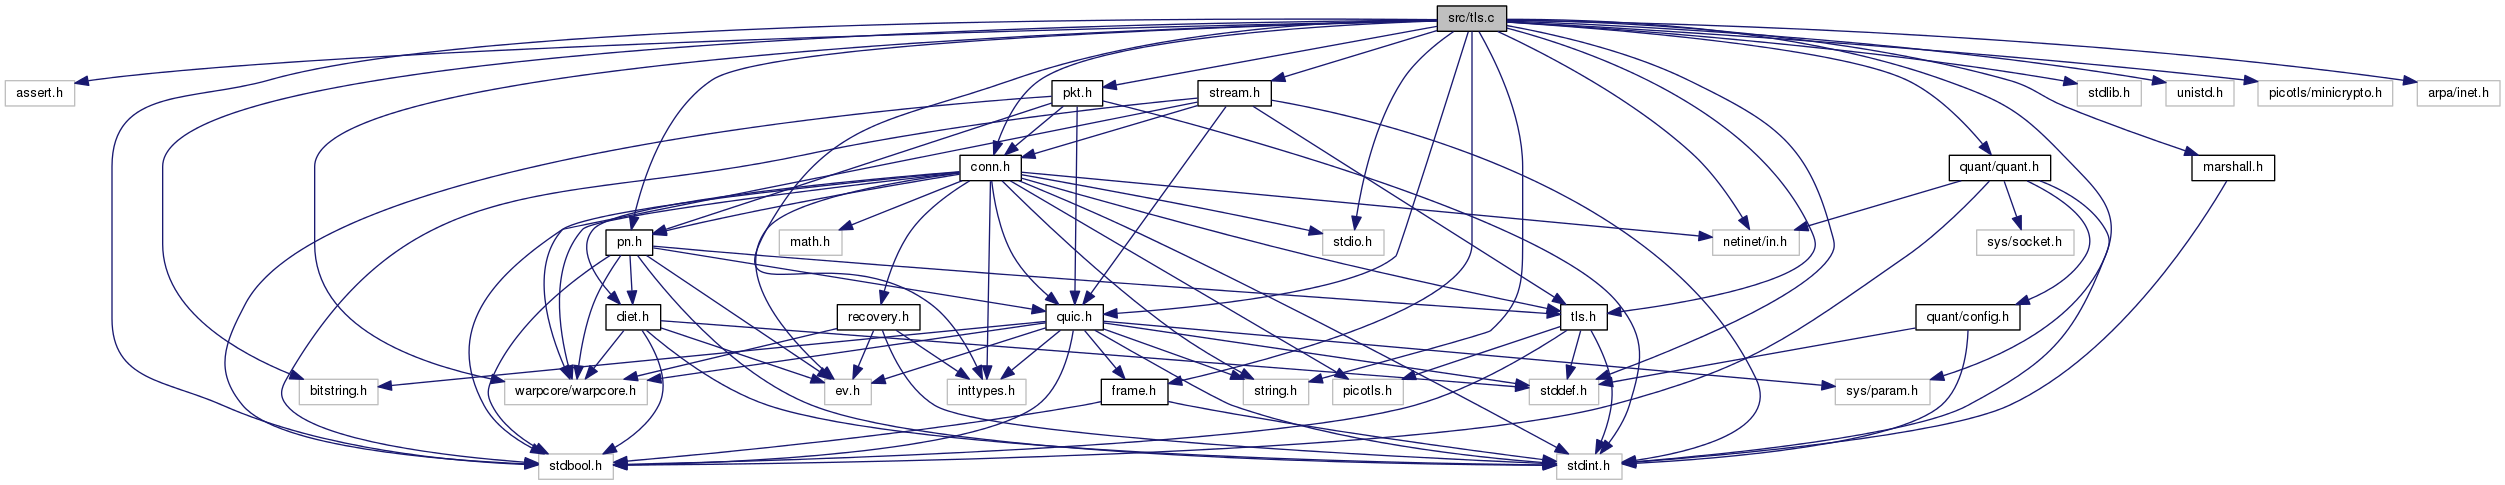 src/tls.c
assert.h
pkt.h
stream.h
stdlib.h
unistd.h
picotls/minicrypto.h
arpa/inet.h
conn.h
quant/quant.h
marshall.h
pn.h
math.h
stdio.h
netinet/in.h
sys/socket.h
diet.h
recovery.h
quic.h
tls.h
quant/config.h
bitstring.h
warpcore/warpcore.h
ev.h
inttypes.h
frame.h
string.h
picotls.h
stddef.h
sys/param.h
stdbool.h
stdint.h